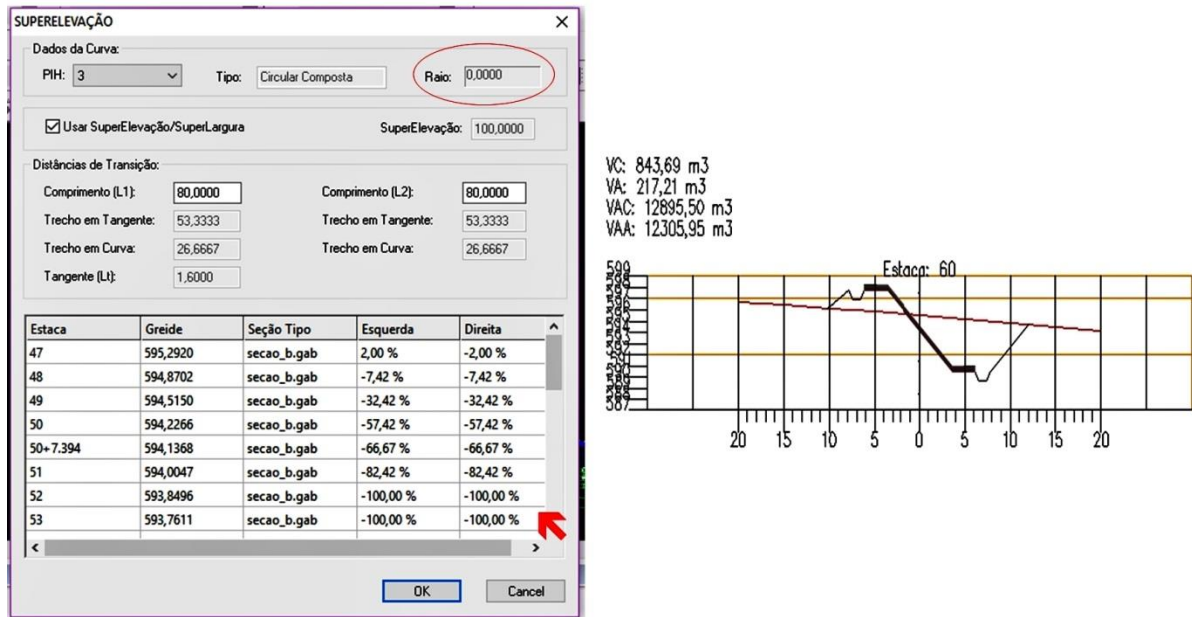 SUPERELEVAÇÃO
Dados da Curva:
PIH: 3 Tipo: Circular Composta Raio: 0,0000
Usar SuperElevação/SuperLargura SuperElevação: 100,0000
Distâncias de Transição:
Comprimento (L1): 80,0000 Comprimento (L2): 80,0000
Trecho em Tangente: 53,3333 Trecho em Tangente: 53,3333
Trecho em Curva: 26,6667 Trecho em Curva: 26,6667
Tangente (Lt): 1,6000
Estaca Greide Seção Tipo Esquerda Direita
47 595,2920 secao_b.gab 2,00 % -2,00 %
48 594,8702 secao_b.gab -7,42 % -7,42 %
49 594,5150 secao_b.gab -32,42 % -32,42 %
50 594,2266 secao_b.gab -57,42 % -57,42 %
50+7.394 594,1368 secao_b.gab -66,67 % -66,67 %
51 594,0047 secao_b.gab -82,42 % -82,42 %
52 593,8496 secao_b.gab -100,00 % -100,00 %
53 593,7611 secao_b.gab -100,00 % -100,00 %
OK Cancel
VC: 843,69 m3
VA: 217,21 m3
VAC: 12895,50 m3
VAA: 12305,95 m3
Estaca: 60
599
20 15 10 5 0 5 10 15 20